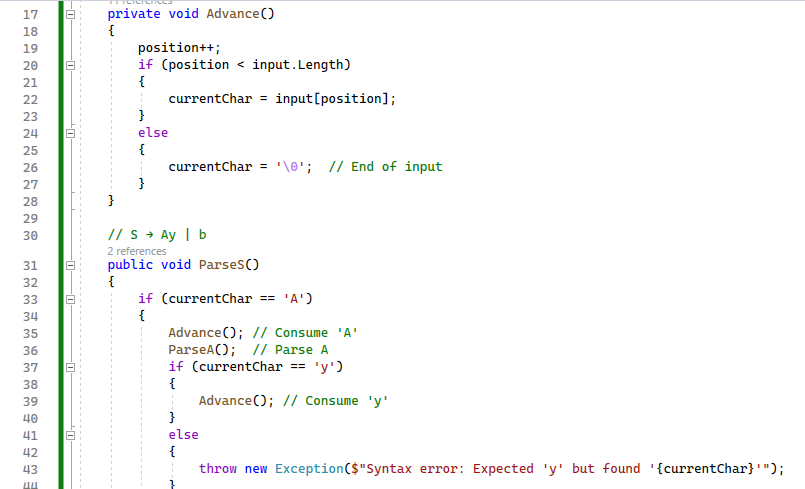 11 references
17 private void Advance()
18 {
19 position++;
20 if (position < input.Length)
21 {
22 currentChar = input[position];
23 }
24 else
25 {
26 currentChar = '\0'; // End of input
27 }
28 }
29
30 // S → Ay | b
2 references
31 public void ParseS()
32 {
33 if (currentChar == 'A')
34 {
35 Advance(); // Consume 'A'
36 ParseA(); // Parse A
37 if (currentChar == 'y')
38 {
39 Advance(); // Consume 'y'
40 }
41 else
42 {
43 throw new Exception($"Syntax error: Expected 'y' but found '{currentChar}'");
44 }